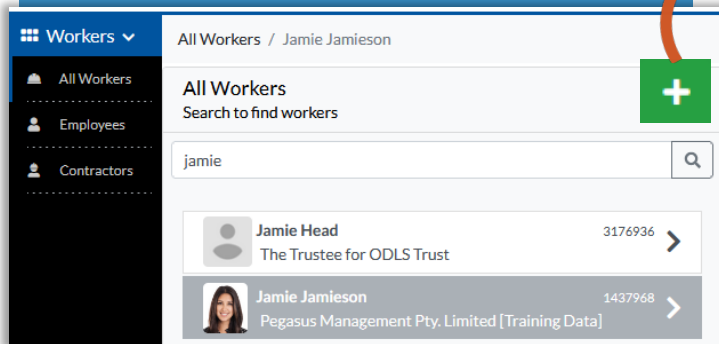 Workers
All Workers
Employees
Contractors
All Workers / Jamie Jamieson
All Workers
Search to find workers
jamie
Jamie Head 3176936
The Trustee for ODLS Trust
Jamie Jamieson 1437968
Pegasus Management Pty. Limited [Training Data]